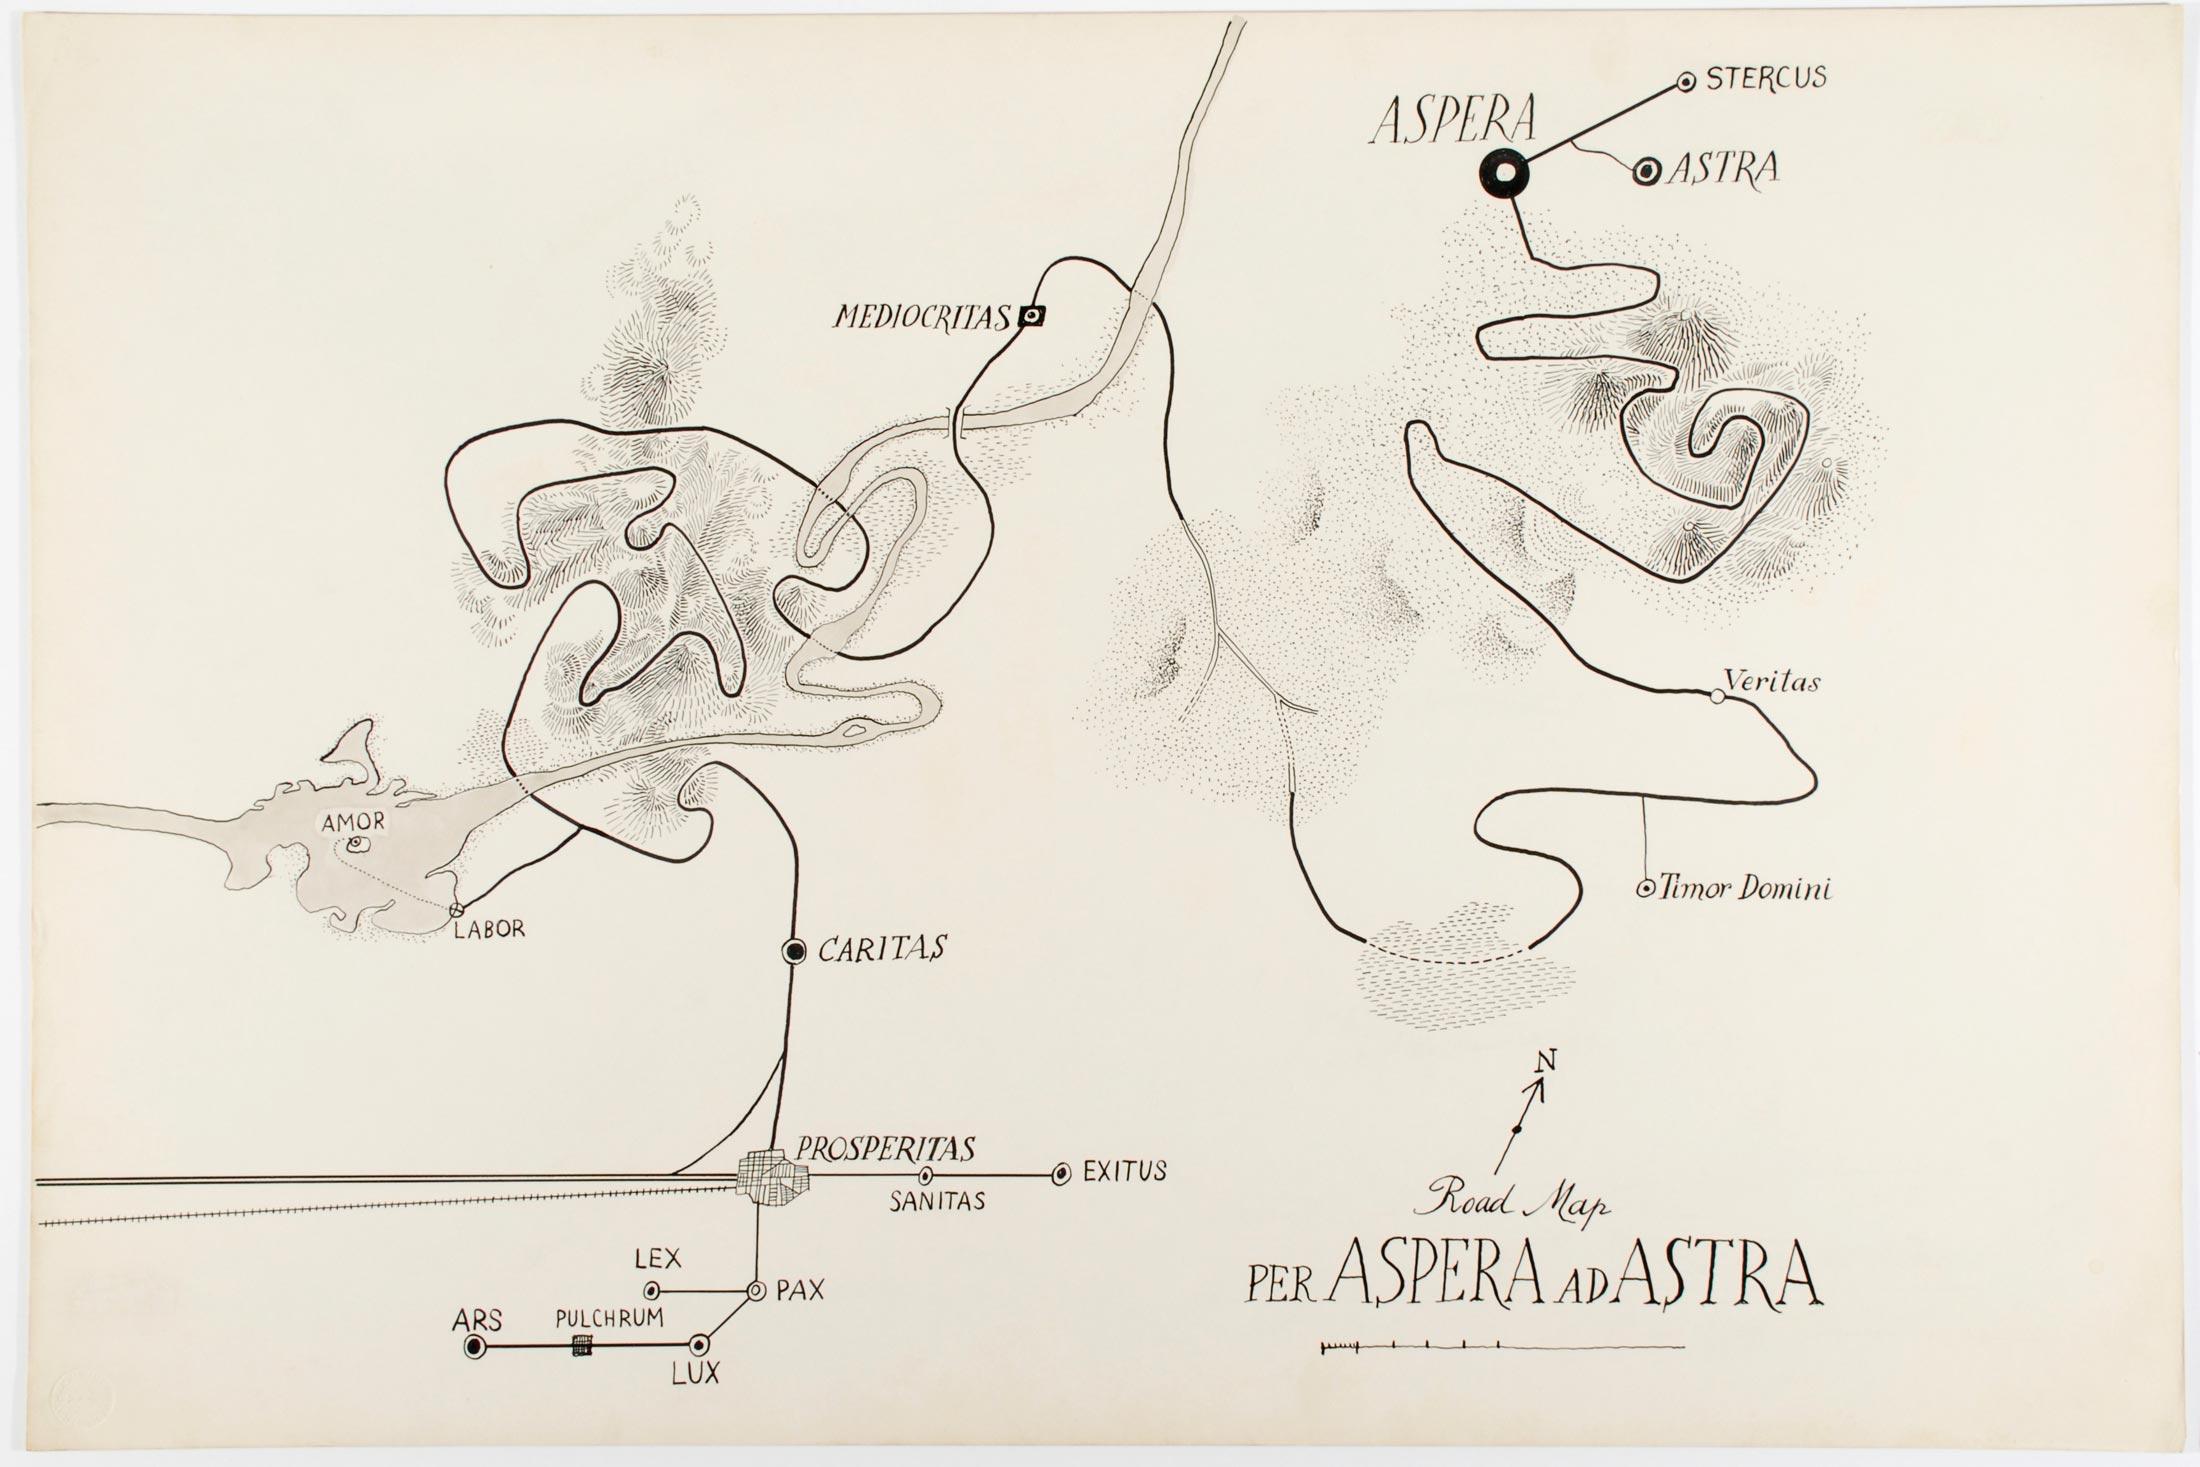 STERCUS
ASPERA
ASTRA
MEDIOCRITAS
Veritas
AMOR
Timor Domini
LABOR
CARITAS
N
PROSPERITAS
EXITUS
SANITAS
Road Map
PER ASPERA AD ASTRA
LEX
PAX
ARS
PULCHRUM
LUX